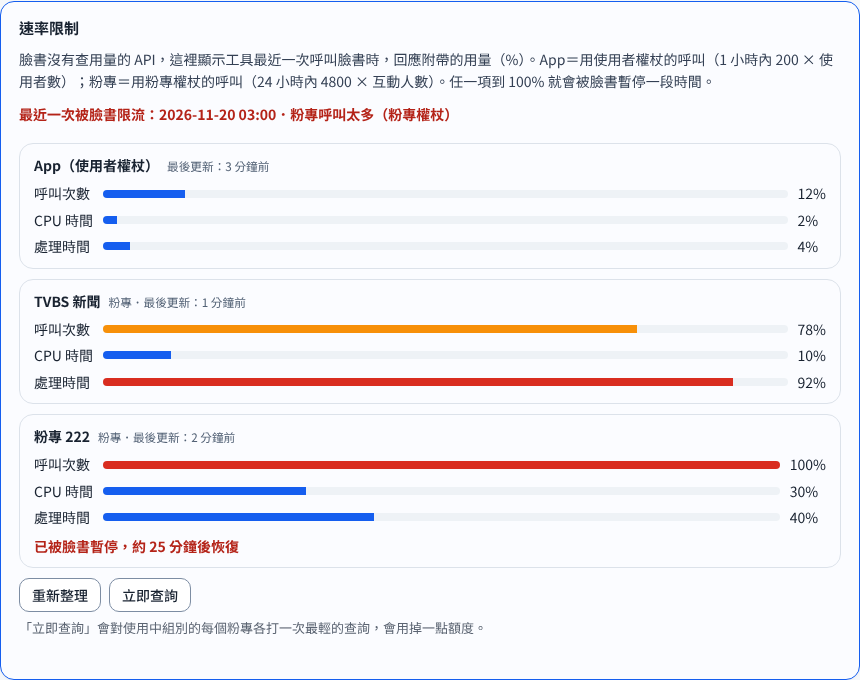 速率限制
臉書沒有查用量的 API，這裡顯示工具最近一次呼叫臉書時，回應附帶的用量（%）。App＝用使用者權杖的呼叫（1 小時內 200 × 使
用者數）；粉專＝用粉專權杖的呼叫（24 小時內 4800 × 互動人數）。任一項到 100% 就會被臉書暫停一段時間。
最近一次被臉書限流：2026-11-20 03:00・粉專呼叫太多（粉專權杖）
App（使用者權杖） 最後更新：3 分鐘前
呼叫次數 12%
CPU 時間 2%
處理時間 4%
TVBS 新聞 粉專・最後更新：1 分鐘前
呼叫次數 78%
CPU 時間 10%
處理時間 92%
粉專 222 粉專・最後更新：2 分鐘前
呼叫次數 100%
CPU 時間 30%
處理時間 40%
已被臉書暫停，約 25 分鐘後恢復
重新整理 立即查詢
「立即查詢」會對使用中組別的每個粉專各打一次最輕的查詢，會用掉一點額度。